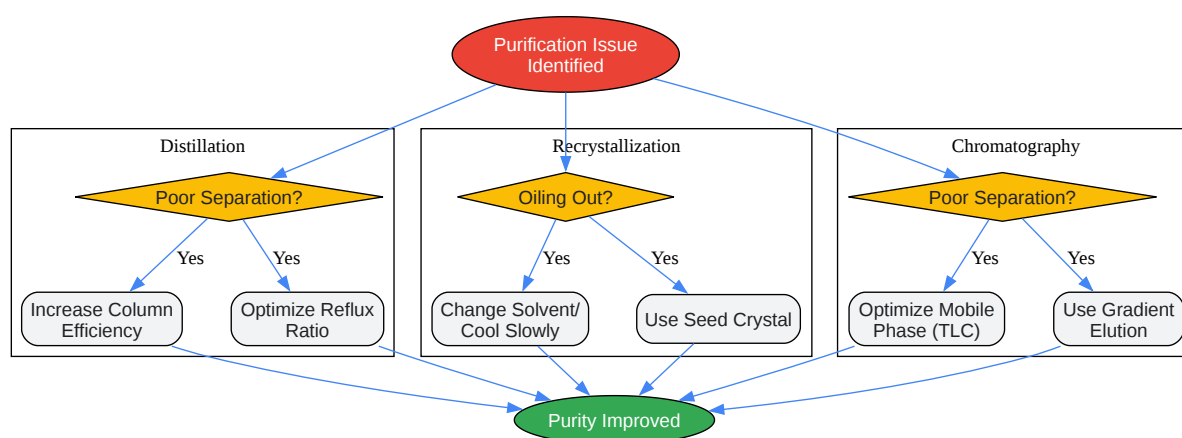 Purification Issue
Identified
Distillation
Recrystallization
Chromatography
Poor Separation?
Oiling Out?
Poor Separation?
Yes
Yes
Yes
Yes
Yes
Yes
Increase Column
Efficiency
Optimize Reflux
Ratio
Change Solvent/
Cool Slowly
Use Seed Crystal
Optimize Mobile
Phase (TLC)
Use Gradient
Elution
Purity Improved